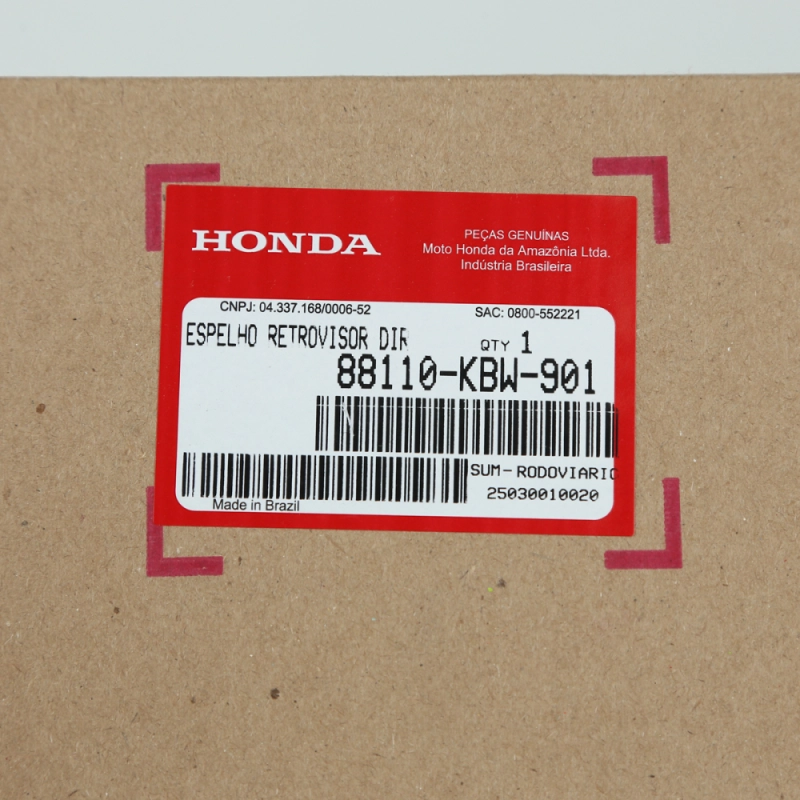 HONDA
PEÇAS GENUÍNAS
Moto Honda da Amazônia Ltda.
Indústria Brasileira
CNPJ: 04.337.168/0006-52
SAC: 0800-552221
ESPELHO RETROVISOR DIR
QTY 1
88110-KBW-901
SUM-RODOVIARIO
25030010020
Made in Brazil